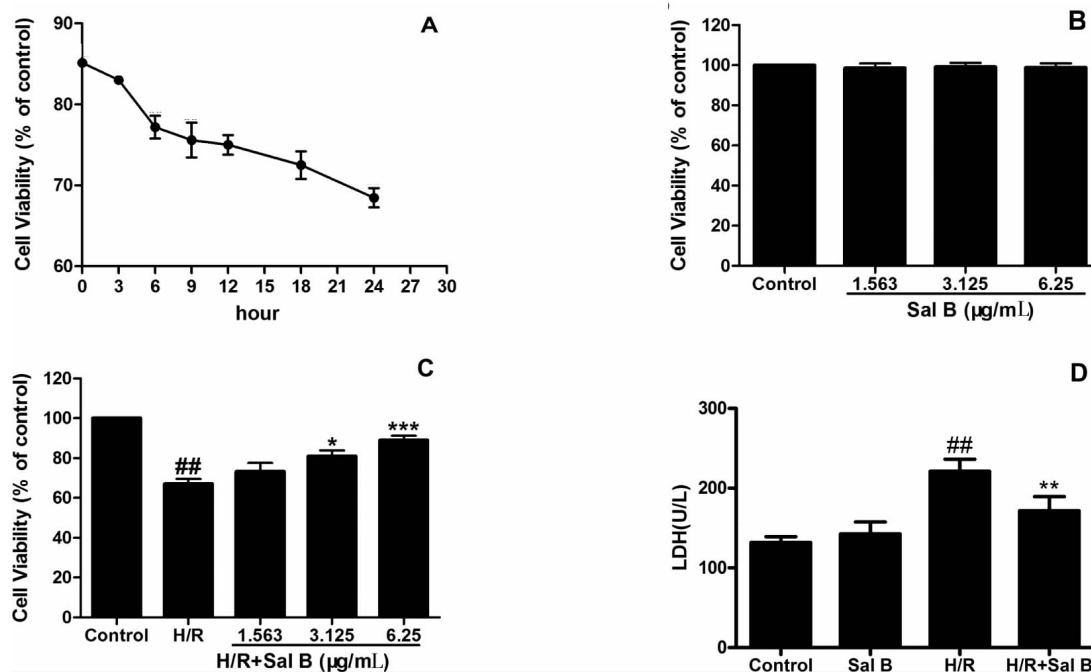 A
90
80
70
60
Cell Viability (% of control)
0 3 6 9 12 15 18 21 24 27 30
hour
B
120
100
80
60
40
20
0
Cell Viability (% of control)
Control 1.563 3.125 6.25
Sal B (µg/mL)
C
120
100
80
60
40
20
0
Cell Viability (% of control)
## * ***
Control H/R 1.563 3.125 6.25
H/R+Sal B (µg/mL)
D
300
200
100
0
LDH(U/L)
## **
Control Sal B H/R H/R+Sal B